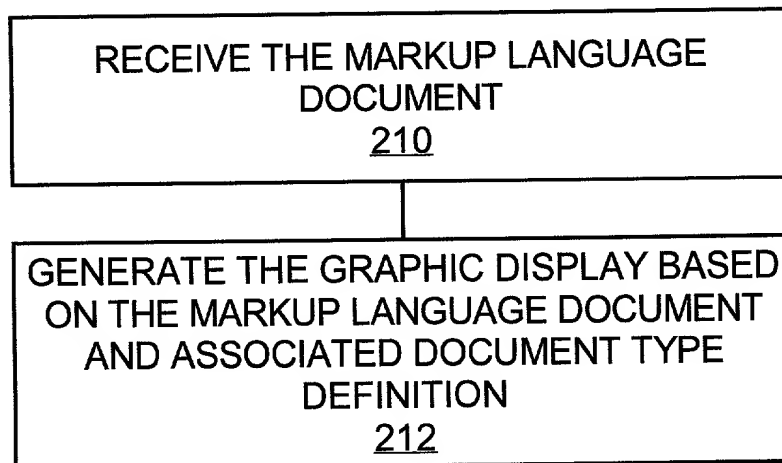 RECEIVE THE MARKUP LANGUAGE
DOCUMENT
210
GENERATE THE GRAPHIC DISPLAY BASED
ON THE MARKUP LANGUAGE DOCUMENT
AND ASSOCIATED DOCUMENT TYPE
DEFINITION
212